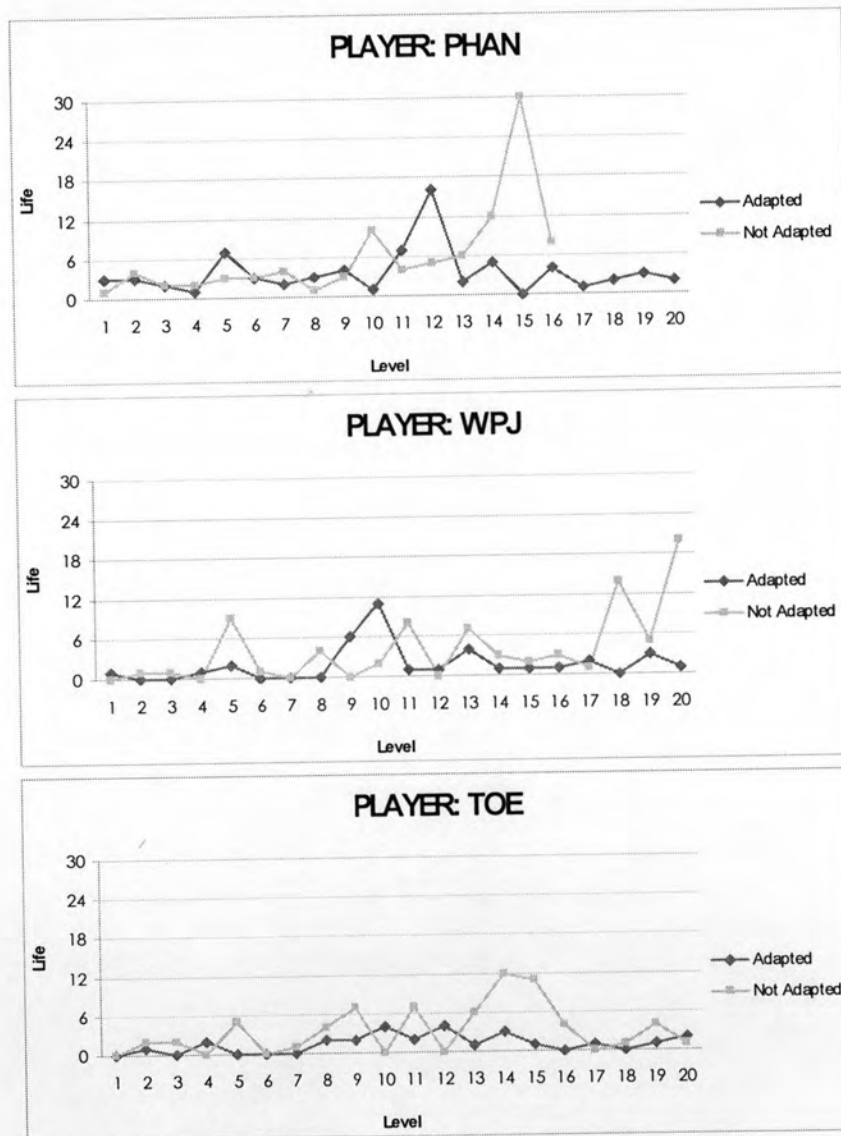 PLAYER: PHAN
30
24
18
12
6
0
Life
1 2 3 4 5 6 7 8 9 10 11 12 13 14 15 16 17 18 19 20
Level
Adapted
Not Adapted
PLAYER: WPJ
30
24
18
12
6
0
Life
1 2 3 4 5 6 7 8 9 10 11 12 13 14 15 16 17 18 19 20
Level
Adapted
Not Adapted
PLAYER: TOE
30
24
18
12
6
0
Life
1 2 3 4 5 6 7 8 9 10 11 12 13 14 15 16 17 18 19 20
Level
Adapted
Not Adapted